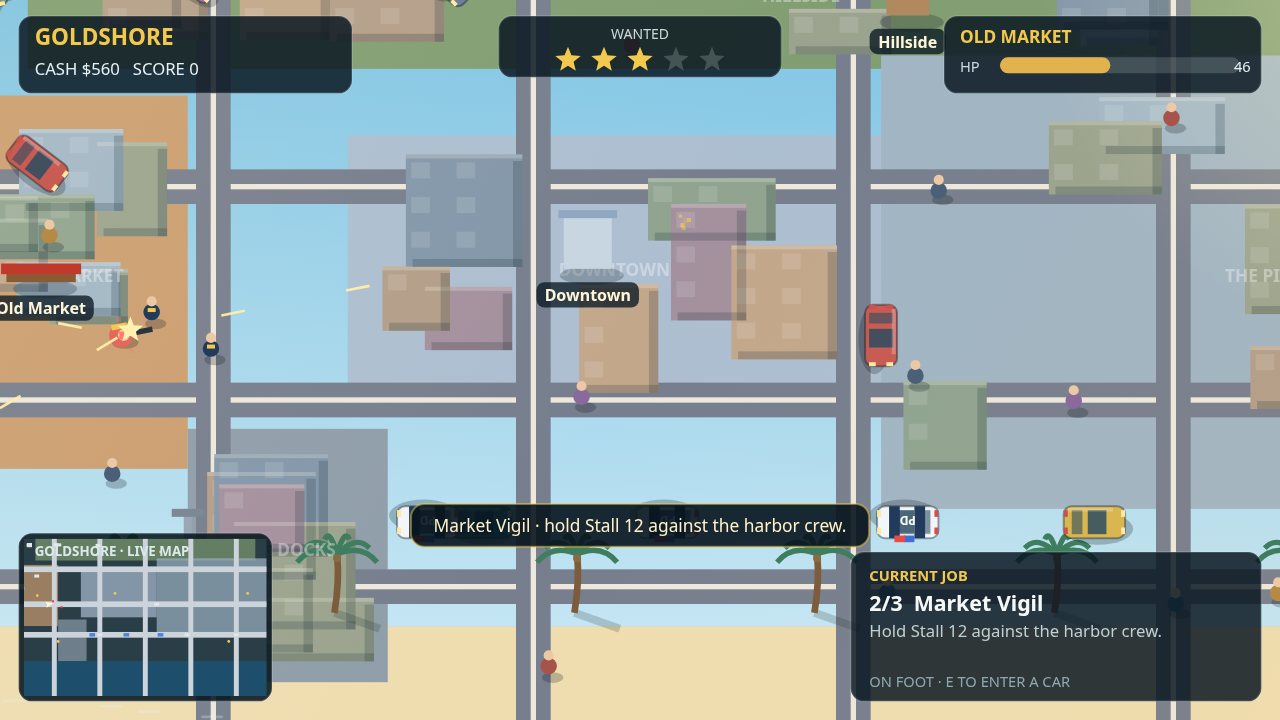 HILLSIDE
GOLDSHORE
CASH $560 SCORE 0
WANTED
Hillside
OLD MARKET
HP
46
Old Market
DOWNTOWN
Downtown
THE PI
Market Vigil · hold Stall 12 against the harbor crew.
DOCKS
GOLDSHORE · LIVE MAP
CURRENT JOB
2/3 Market Vigil
Hold Stall 12 against the harbor crew.
ON FOOT · E TO ENTER A CAR